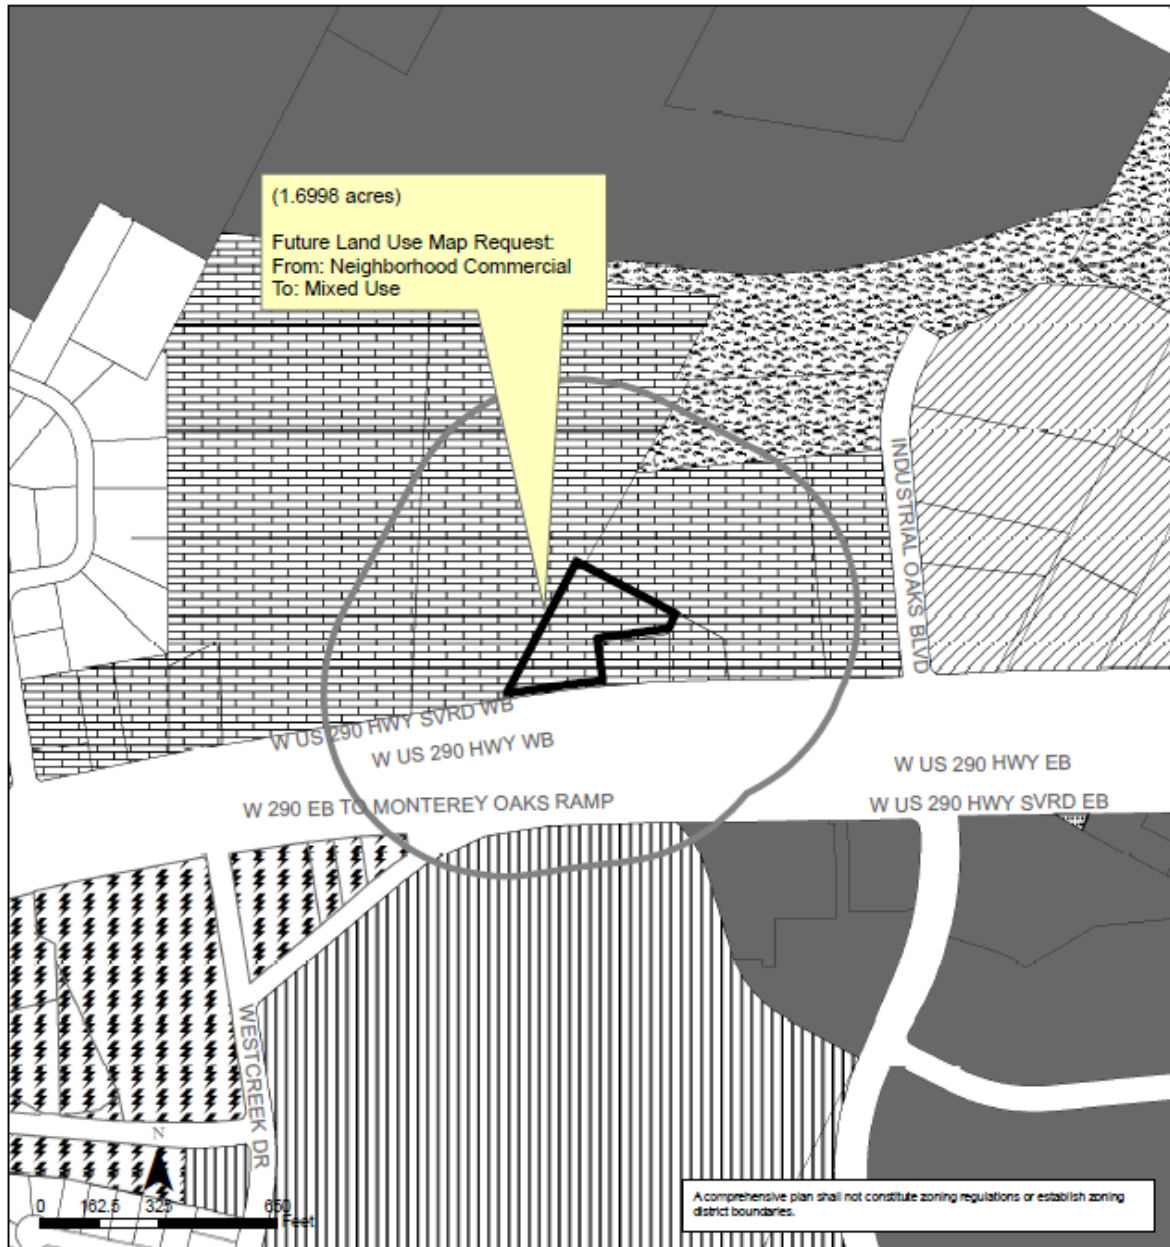 (1.6998 acres)
Future Land Use Map Request:
From: Neighborhood Commercial
To: Mixed Use
INDUSTRIAL OAKS BLVD
W US 290 HWY SVRD WB
W US 290 HWY WB
W US 290 HWY EB
W 290 EB TO MONTEREY OAKS RAMP
W US 290 HWY SVRD EB
WESTCREEK DR
N
0 162.5 325 650
Feet
A comprehensive plan shall not constitute zoning regulations or establish zoning
district boundaries.